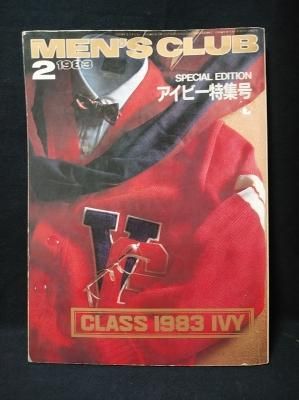 MEN'S CLUB
2 1983
SPECIAL EDITION
アイビー特集号
CLASS 1983 IVY